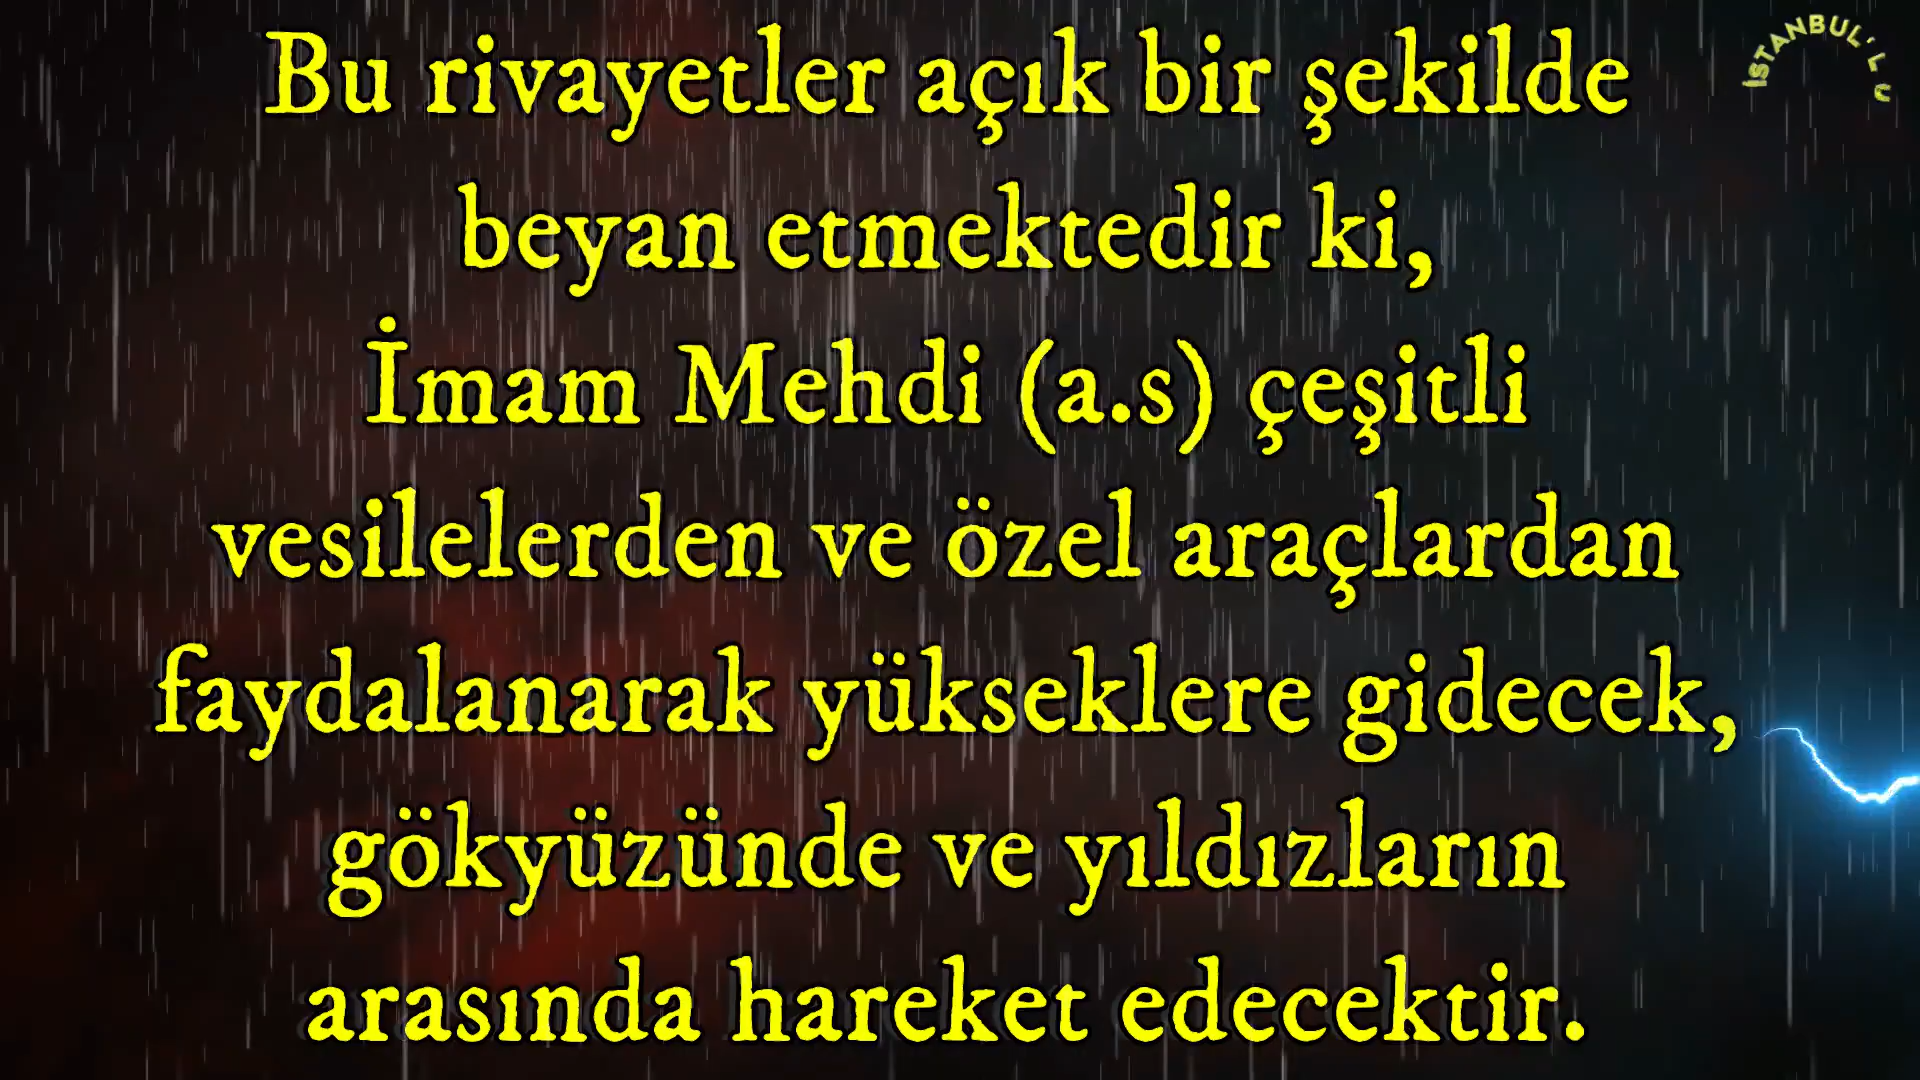 Bu rivayetler açık bir şekilde
beyan etmektedir ki,
İmam Mehdi (a.s) çeşitli
vesilelerden ve özel araçlardan
faydalanarak yükseklere gidecek,
gökyüzünde ve yıldızların
arasında hareket edecektir.
İSTANBUL'LU